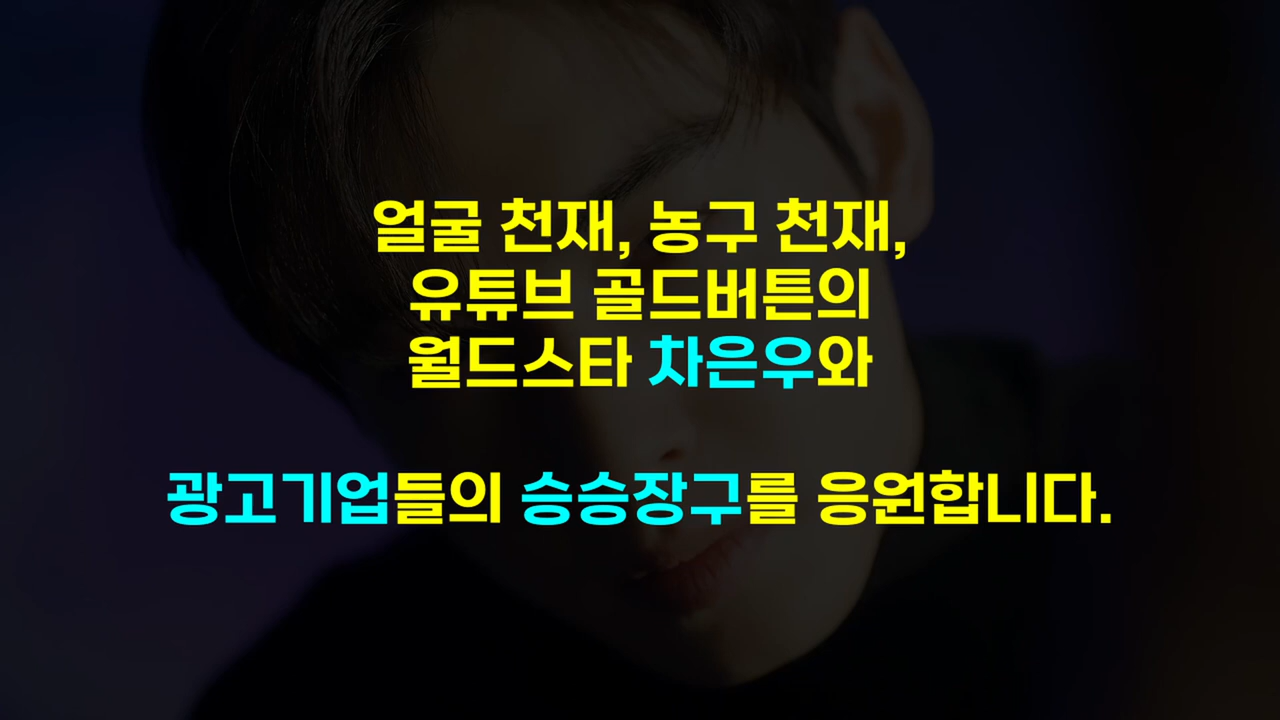 얼굴 천재, 농구 천재,
유튜브 골드버튼의
월드스타 차은우와
광고기업들의 승승장구를 응원합니다.